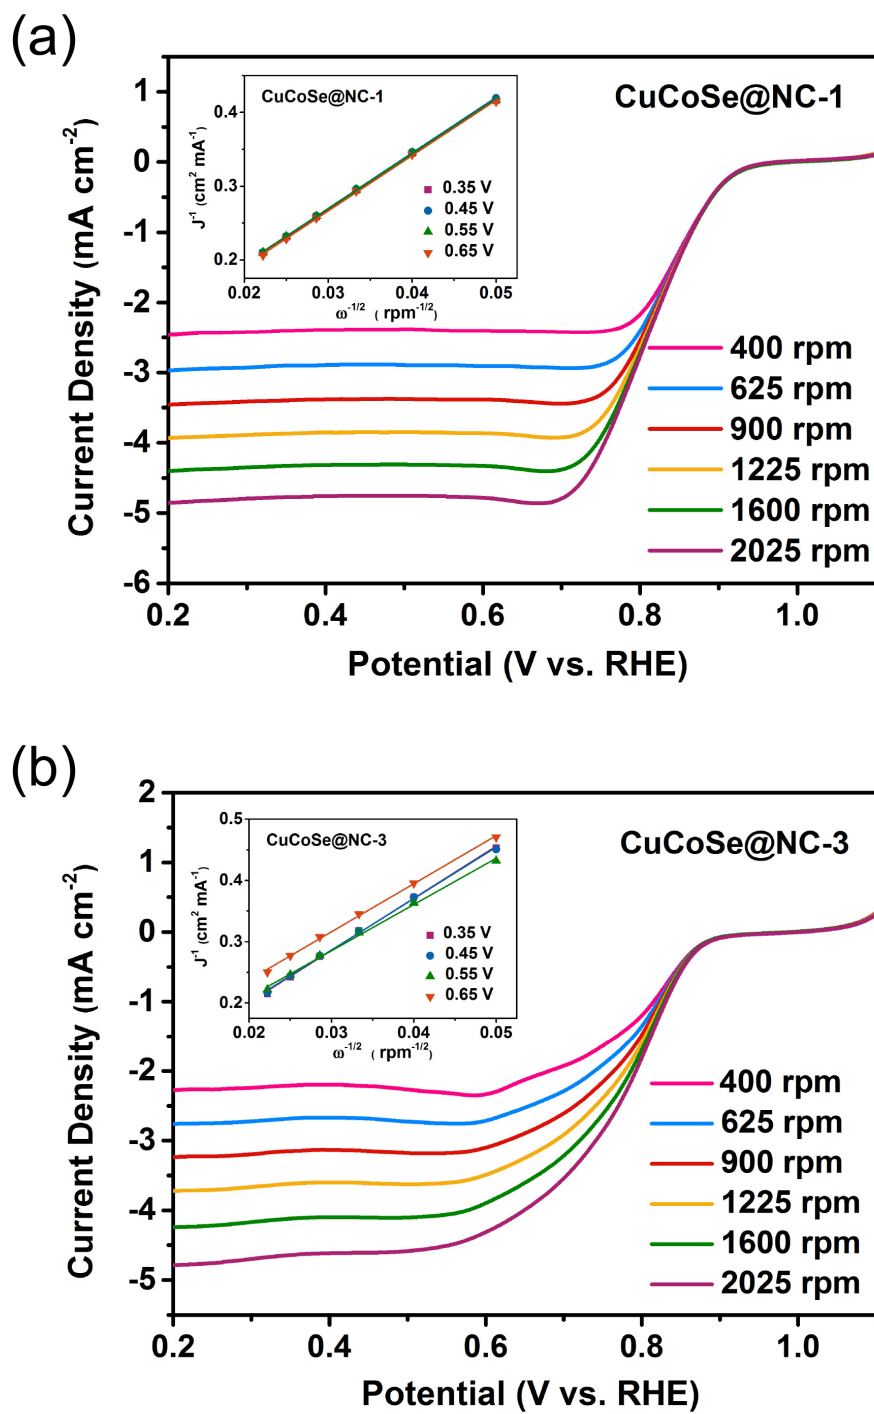 (a)
CuCoSe@NC-1
Current Density (mA cm-2)
1
0
-1
-2
-3
-4
-5
-6
0.2
0.4
0.6
0.8
1.0
Potential (V vs. RHE)
CuCoSe@NC-1
J-1 (cm2 mA-1)
0.4
0.3
0.2
0.02
0.03
0.04
0.05
ω-1/2 ( rpm-1/2)
0.35 V
0.45 V
0.55 V
0.65 V
400 rpm
625 rpm
900 rpm
1225 rpm
1600 rpm
2025 rpm
(b)
CuCoSe@NC-3
Current Density (mA cm-2)
2
1
0
-1
-2
-3
-4
-5
0.2
0.4
0.6
0.8
1.0
Potential (V vs. RHE)
CuCoSe@NC-3
J-1 (cm2 mA-1)
0.5
0.4
0.3
0.2
0.02
0.03
0.04
0.05
ω-1/2 ( rpm-1/2)
0.35 V
0.45 V
0.55 V
0.65 V
400 rpm
625 rpm
900 rpm
1225 rpm
1600 rpm
2025 rpm